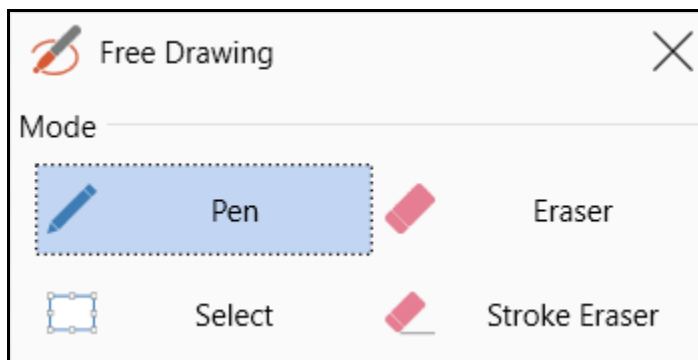 Free Drawing
Mode
Pen
Eraser
Select
Stroke Eraser